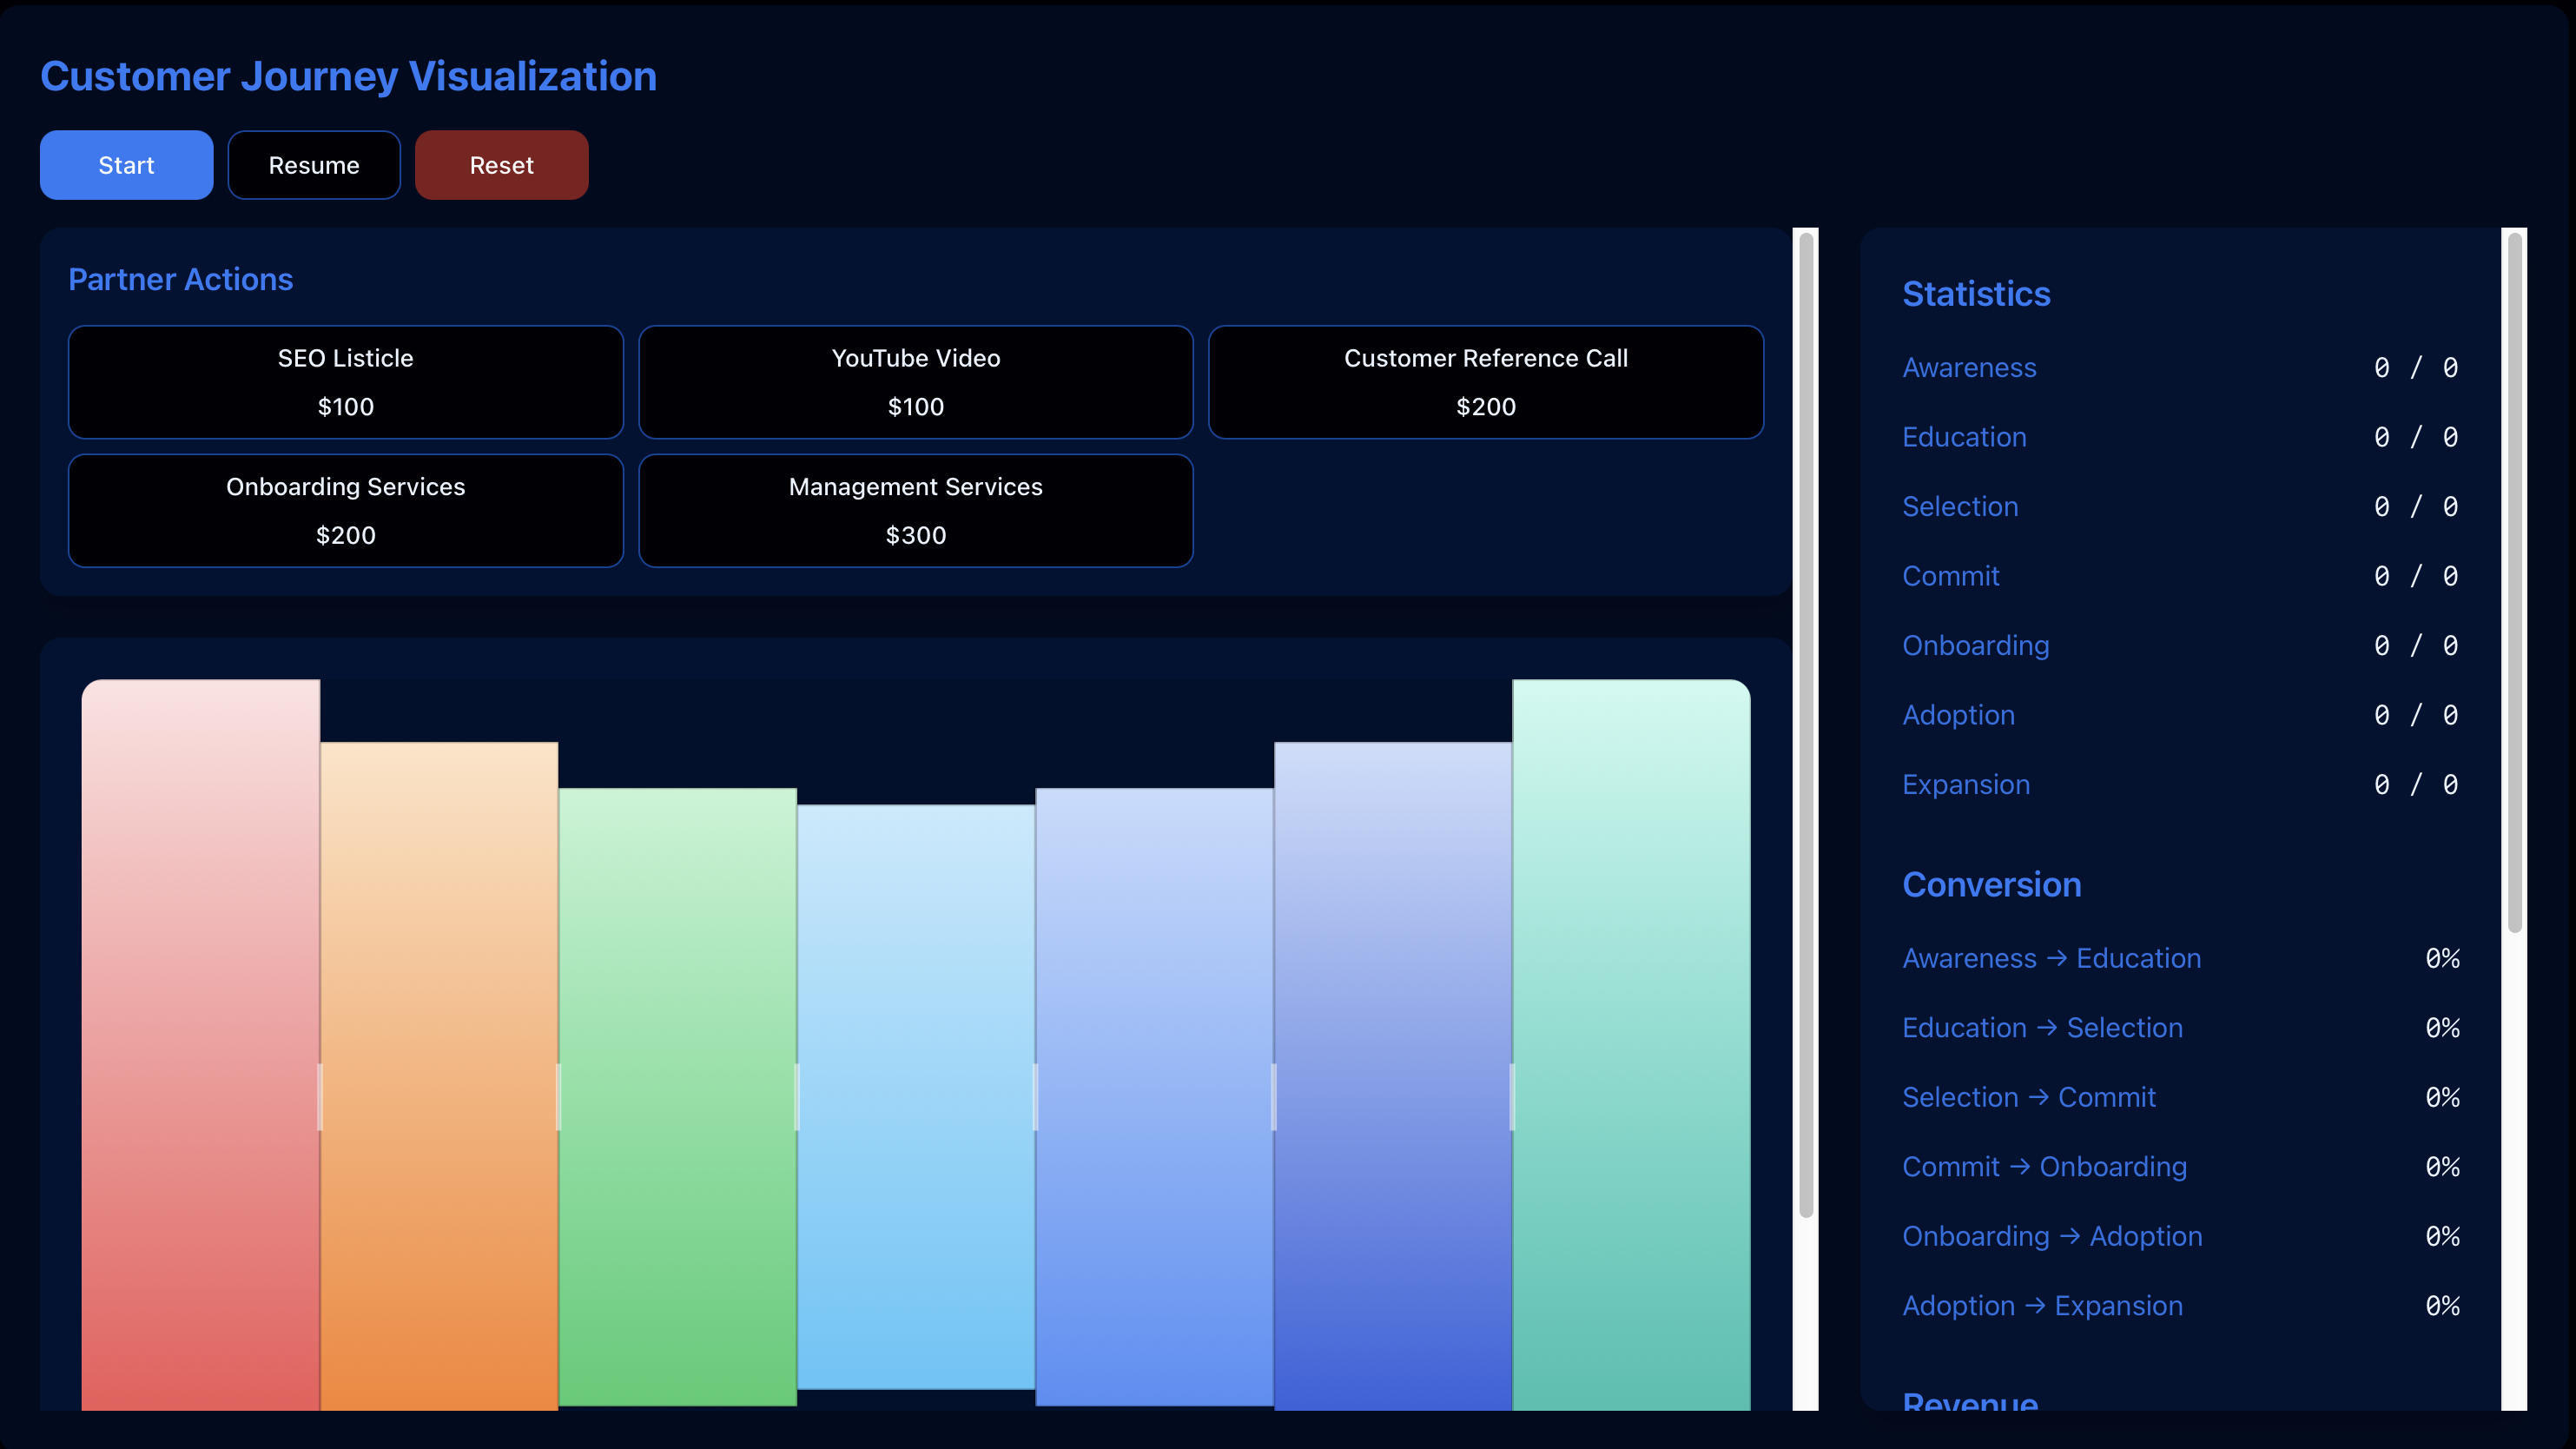 Customer Journey Visualization
Start
Resume
Reset
Partner Actions
SEO Listicle
$100
YouTube Video
$100
Customer Reference Call
$200
Onboarding Services
$200
Management Services
$300
Statistics
Awareness 0 / 0
Education 0 / 0
Selection 0 / 0
Commit 0 / 0
Onboarding 0 / 0
Adoption 0 / 0
Expansion 0 / 0
Conversion
Awareness → Education 0%
Education → Selection 0%
Selection → Commit 0%
Commit → Onboarding 0%
Onboarding → Adoption 0%
Adoption → Expansion 0%
Revenue